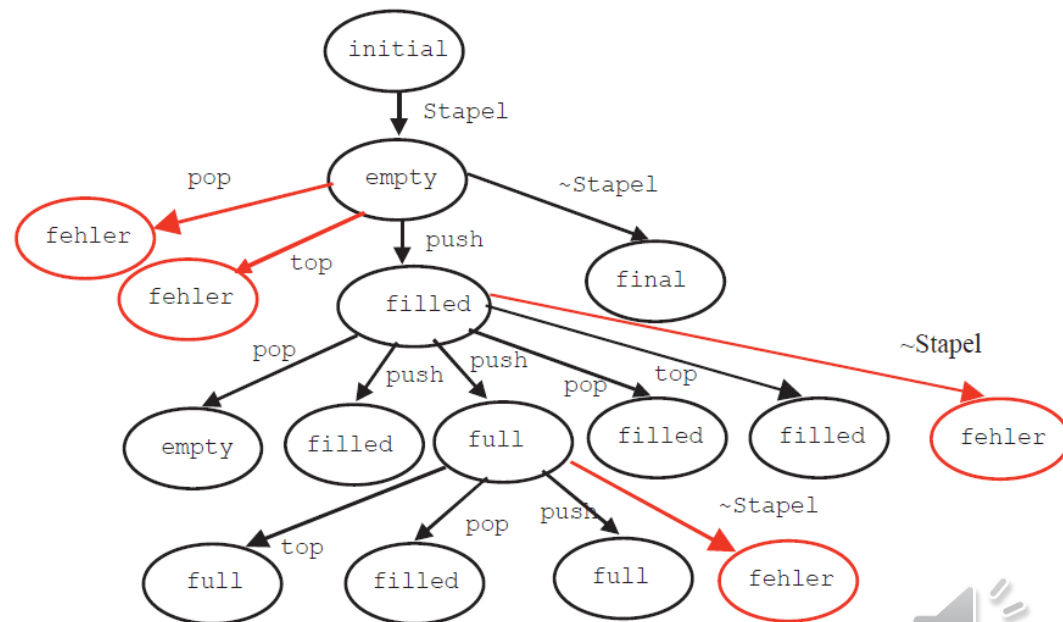 initial
Stapel
empty
pop
~Stapel
fehler
push
top
fehler
final
filled
~Stapel
pop
push
push
pop
top
empty
filled
full
filled
filled
fehler
top
pop
push
~Stapel
full
filled
full
fehler